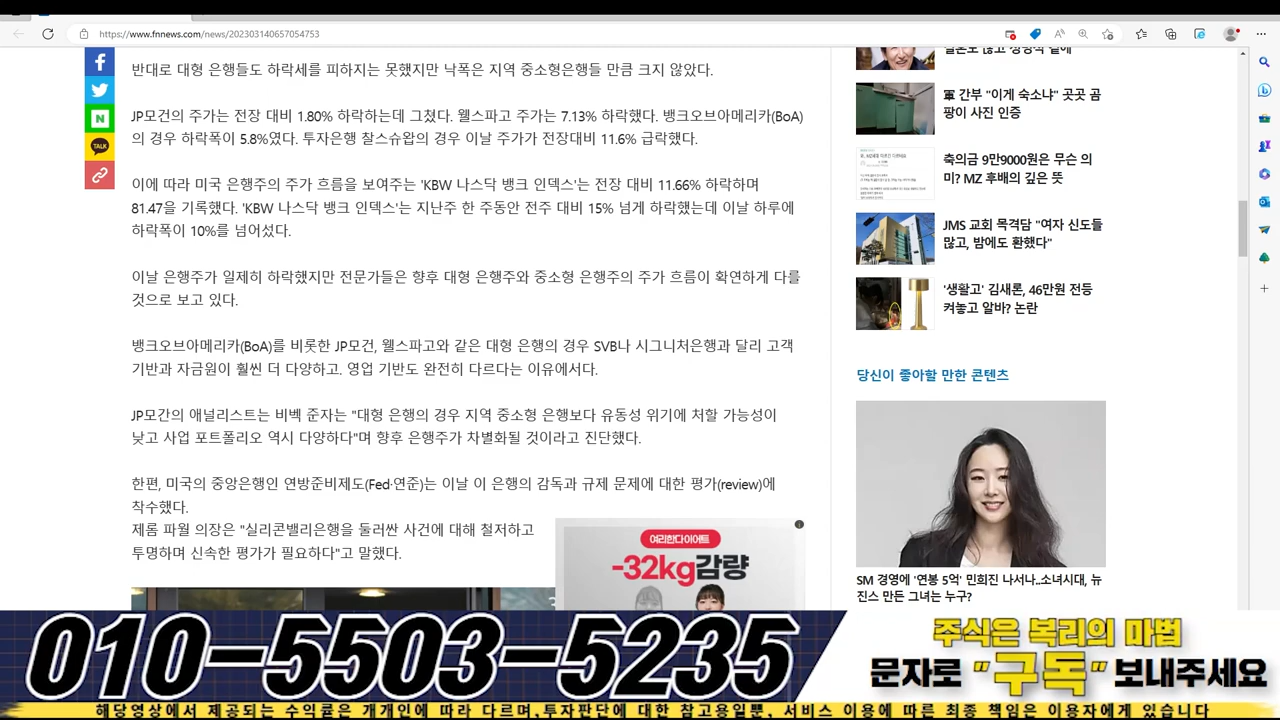 https://www.fnnews.com/news/202303140657054753
반대로 대형은행들도 하락세를 피하지는 못했지만 낙폭은 지역 중소형은행들 만큼 크지 않았다.
JP모건의 주가는 전장 대비 1.80% 하락하는데 그쳤다. 웰스파고 주가는 7.13% 하락했다. 뱅크오브아메리카(BoA)
의 경우 하락폭이 5.8%였다. 투자은행 찰스슈왑의 경우 이날 주가가 전장대비 11.6% 급락했다.
이에 따라 미국 은행주의 주가 흐름을 보여주는 'KBW 나스닥 뱅크 인덱스'는 전장 대비 11.66% 하락하며
81.47을 기록했다. 'KBW 나스닥 뱅크 인덱스'는 지난 한 주동안 전주 대비 15% 넘게 하락했는데 이날 하루에
하락폭이 10%를 넘어섰다.
이날 은행주가 일제히 하락했지만 전문가들은 향후 대형 은행주와 중소형 은행주의 주가 흐름이 확연하게 다를
것으로 보고 있다.
뱅크오브아메리카(BoA)를 비롯한 JP모건, 웰스파고와 같은 대형 은행의 경우 SVB나 시그니처은행과 달리 고객
기반과 자금원이 훨씬 더 다양하고. 영업 기반도 완전히 다르다는 이유에서다.
JP모간의 애널리스트는 비벡 준자는 "대형 은행의 경우 지역 중소형 은행보다 유동성 위기에 처할 가능성이
낮고 사업 포트폴리오 역시 다양하다"며 향후 은행주가 차별화될 것이라고 진단했다.
한편, 미국의 중앙은행인 연방준비제도(Fed·연준)는 이날 이 은행의 감독과 규제 문제에 대한 평가(review)에
착수했다.
제롬 파월 의장은 "실리콘밸리은행을 둘러싼 사건에 대해 철저하고
투명하며 신속한 평가가 필요하다"고 말했다.
여리한다이어트
-32kg감량
TALK
N
軍 간부 "이게 숙소냐" 곳곳 곰
팡이 사진 인증
축의금 9만9000원은 무슨 의
미? MZ 후배의 깊은 뜻
JMS 교회 목격담 "여자 신도들
많고, 밤에도 환했다"
'생활고' 김새론, 46만원 전등
켜놓고 알바? 논란
당신이 좋아할 만한 콘텐츠
SM 경영에 '연봉 5억' 민희진 나서나..소녀시대, 뉴
진스 만든 그녀는 누구?
010-5503-5235
주식은 복리의 마법
문자로 "구독" 보내주세요
해당영상에서 제공되는 수익률은 개개인에 따라 다르며,투자판단에 대한 참고용일뿐, 서비스 이용에 따른 최종 책임은 이용자에게 있습니다